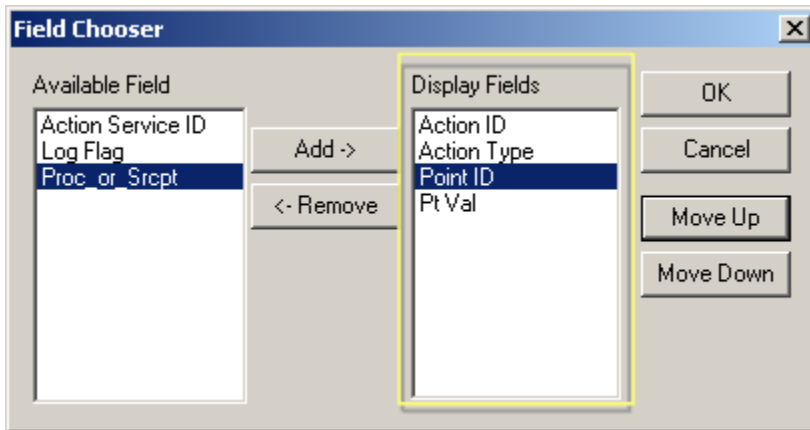 Field Chooser
Available Field
Action Service ID
Log Flag
Proc_or_Srcpt
Add ->
<- Remove
Display Fields
Action ID
Action Type
Point ID
Pt Val
OK
Cancel
Move Up
Move Down